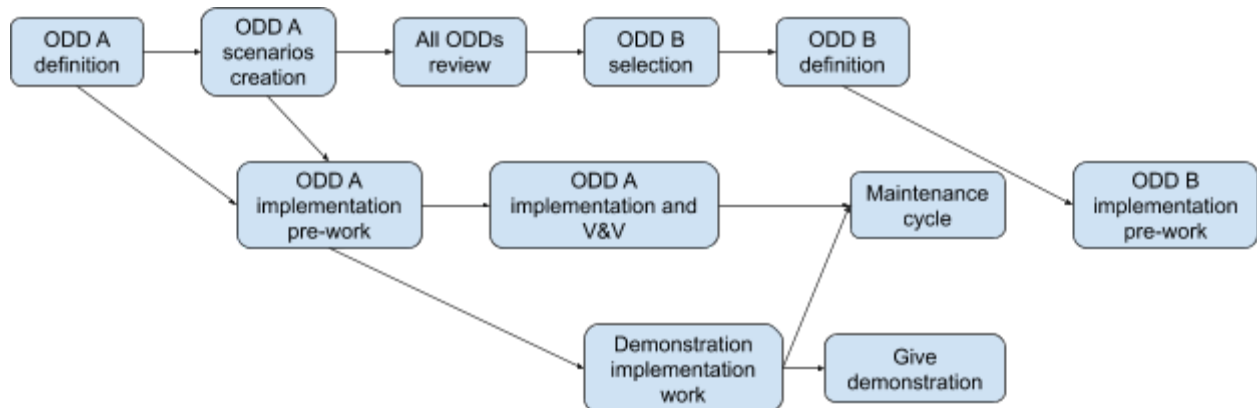 ODD A
definition
ODD A
scenarios
creation
All ODDs
review
ODD B
selection
ODD B
definition
ODD A
implementation
pre-work
ODD A
implementation and
V&V
Maintenance
cycle
ODD B
implementation
pre-work
Demonstration
implementation
work
Give
demonstration